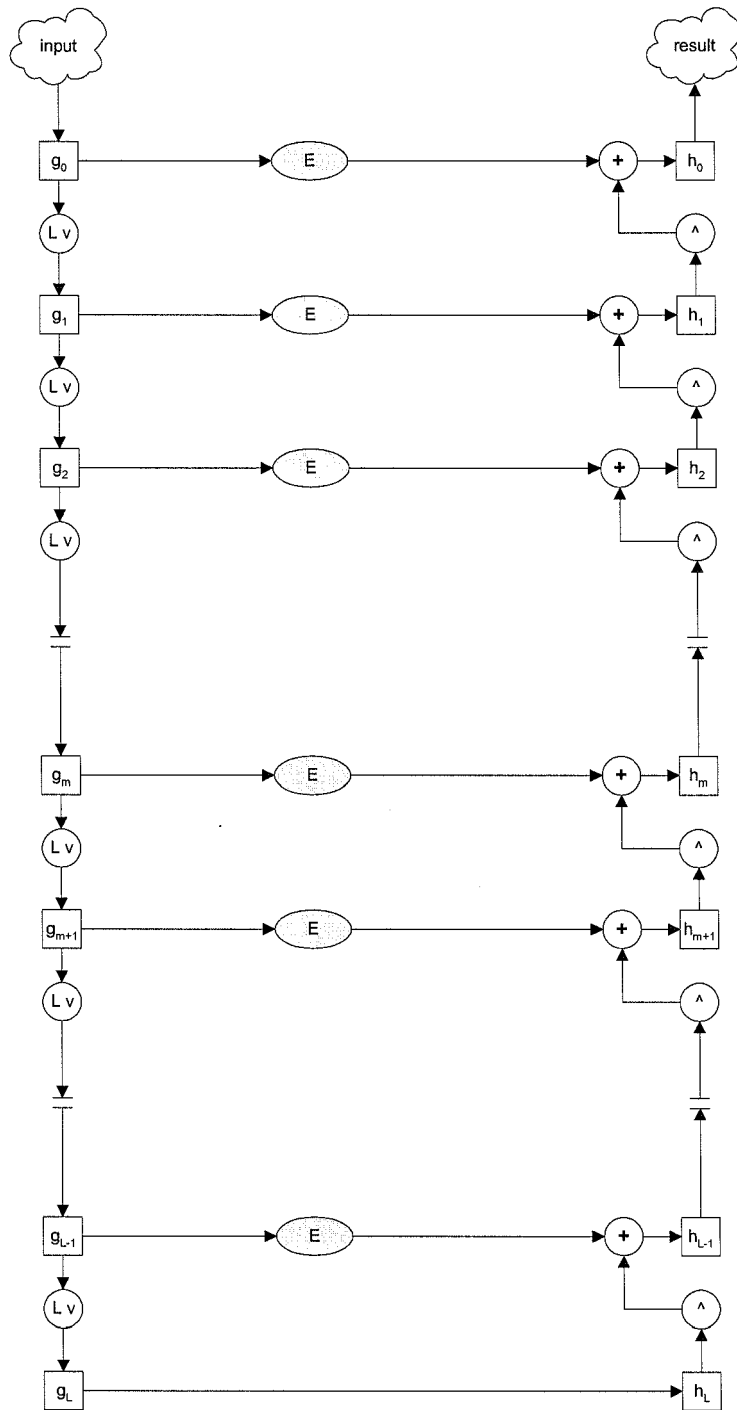 input result
g0 E + h0
L v ^
g1 E + h1
L v ^
g2 E + h2
L v ^
gm E + hm
L v ^
gm+1 E + hm+1
L v ^
gL-1 E + hL-1
L v ^
gL hL